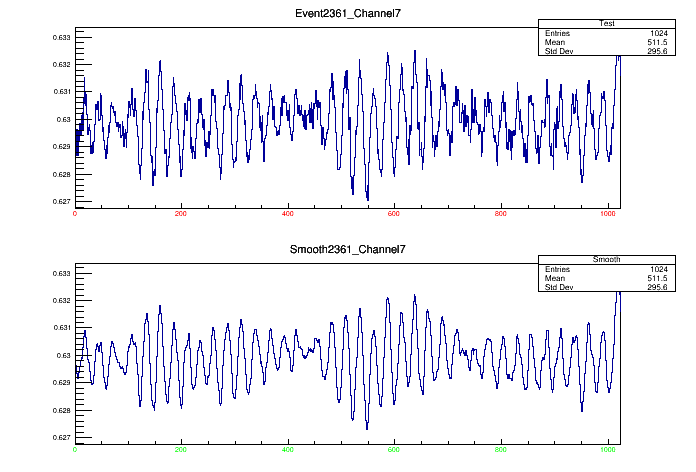 Event2361_Channel7
Test
Entries 1024
Mean 511.5
Std Dev 295.6
0.633
0.632
0.631
0.63
0.629
0.628
0.627
0 200 400 600 800 1000
Smooth2361_Channel7
Smooth
Entries 1024
Mean 511.5
Std Dev 295.6
0.633
0.632
0.631
0.63
0.629
0.628
0.627
0 200 400 600 800 1000